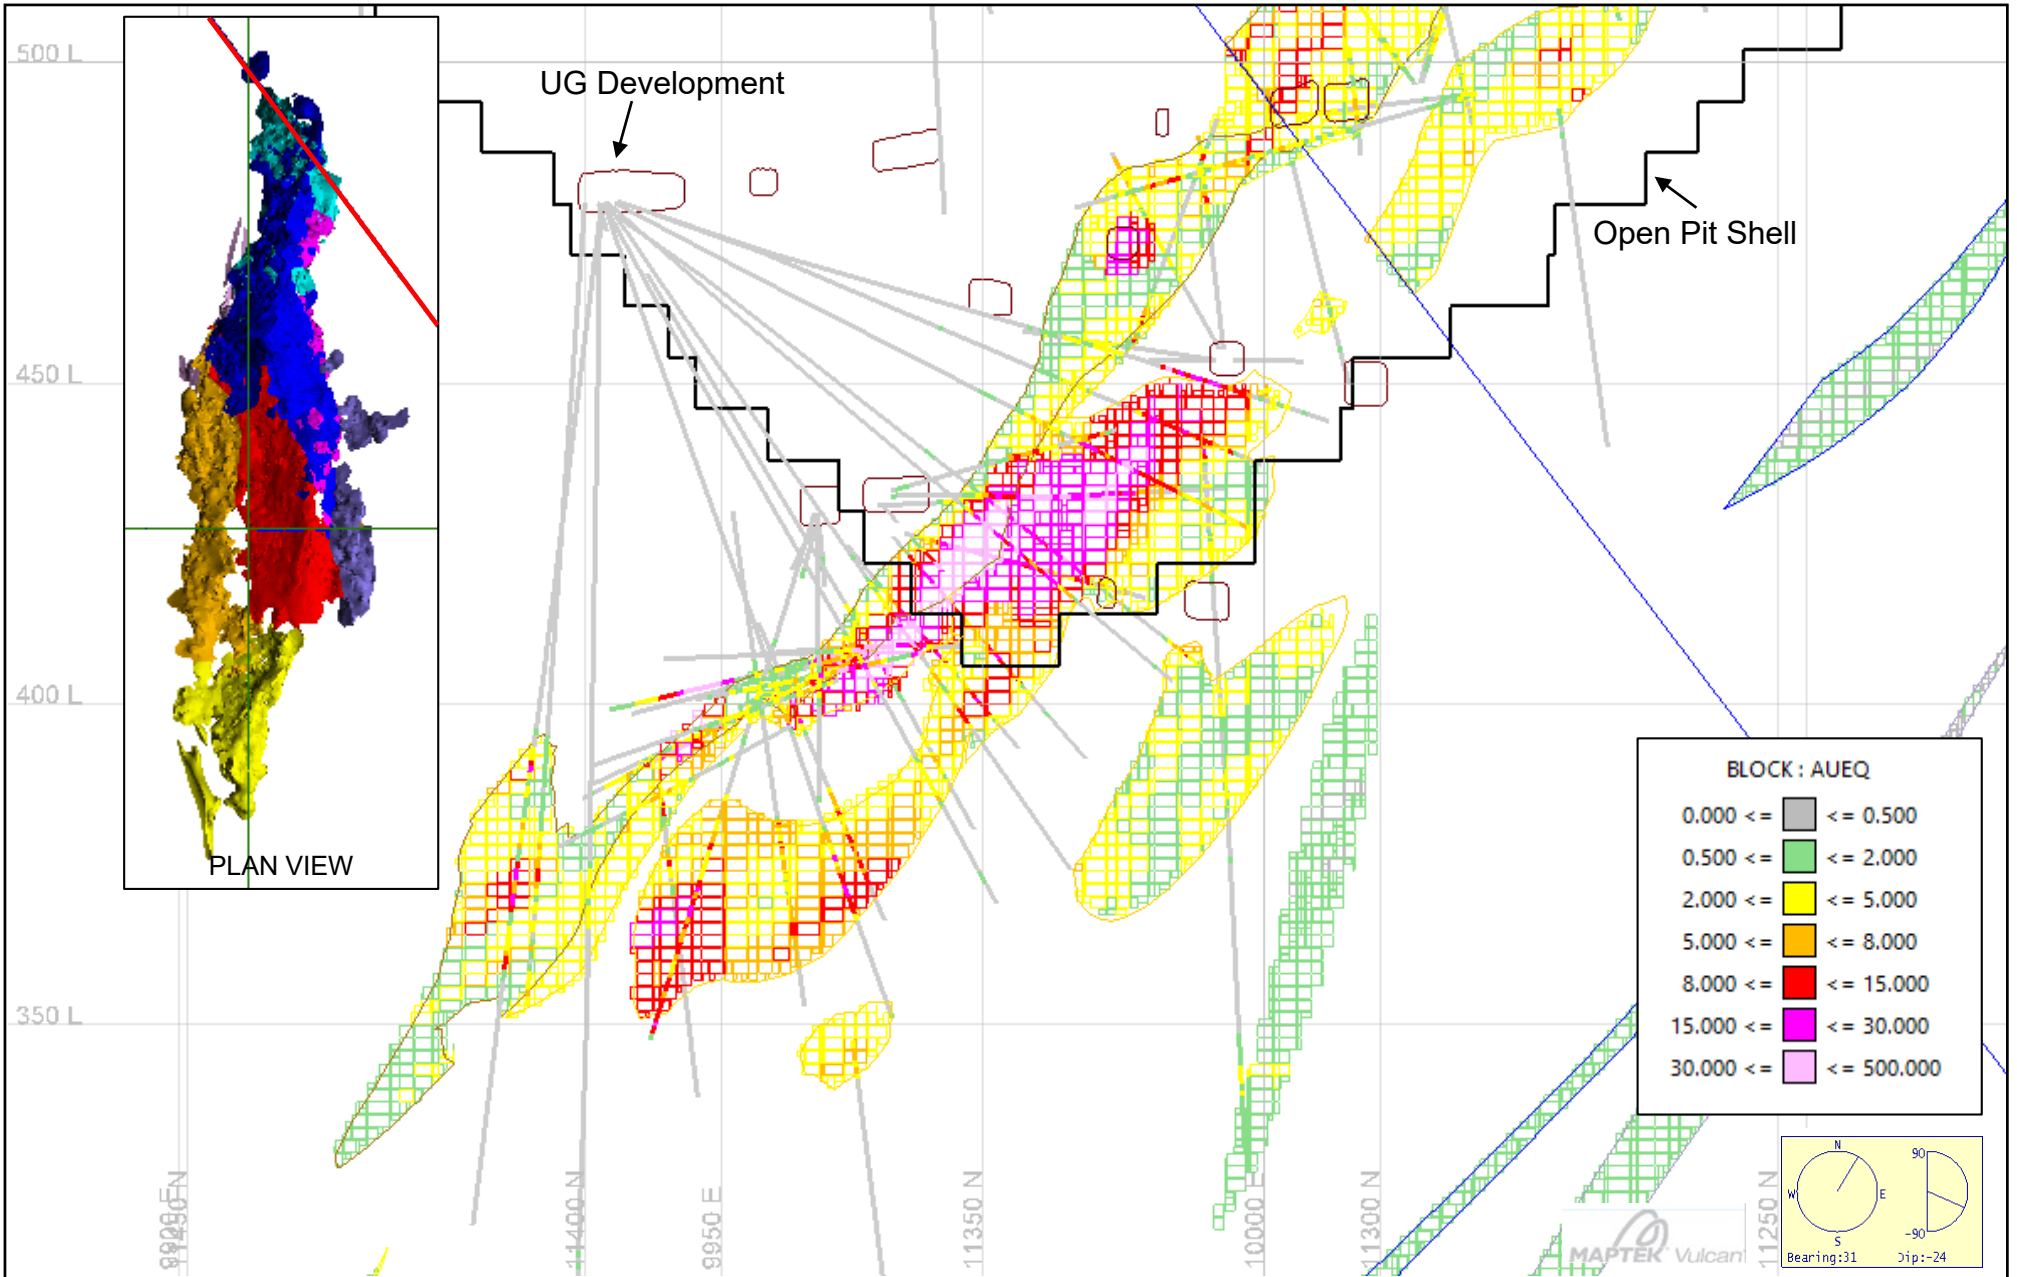 500 L
UG Development
Open Pit Shell
450 L
400 L
350 L
PLAN VIEW
BLOCK : AUEQ
0.000 <= <= 0.500
0.500 <= <= 2.000
2.000 <= <= 5.000
5.000 <= <= 8.000
8.000 <= <= 15.000
15.000 <= <= 30.000
30.000 <= <= 500.000
11400 N
9950 E
11350 N
10000 E
11300 N
11250 N
MAPTEK Vulcan
N
W E
S
90
-90
Bearing:31
Dip:-24